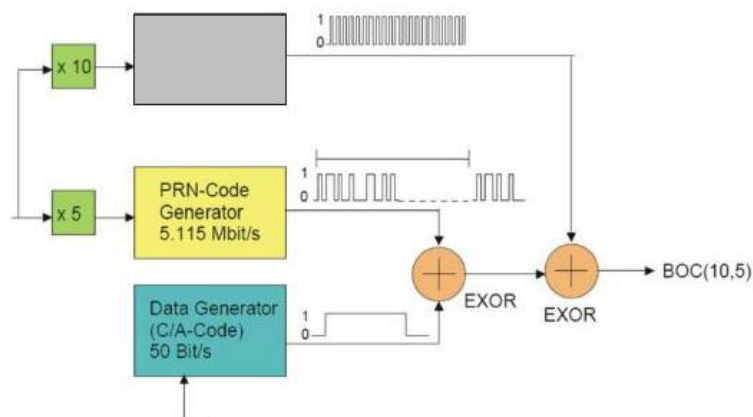 1
0
x 10
1
0
x 5
PRN-Code
Generator
5.115 Mbit/s
BOC(10,5)
EXOR
EXOR
Data Generator
(C/A-Code)
50 Bit/s
1
0